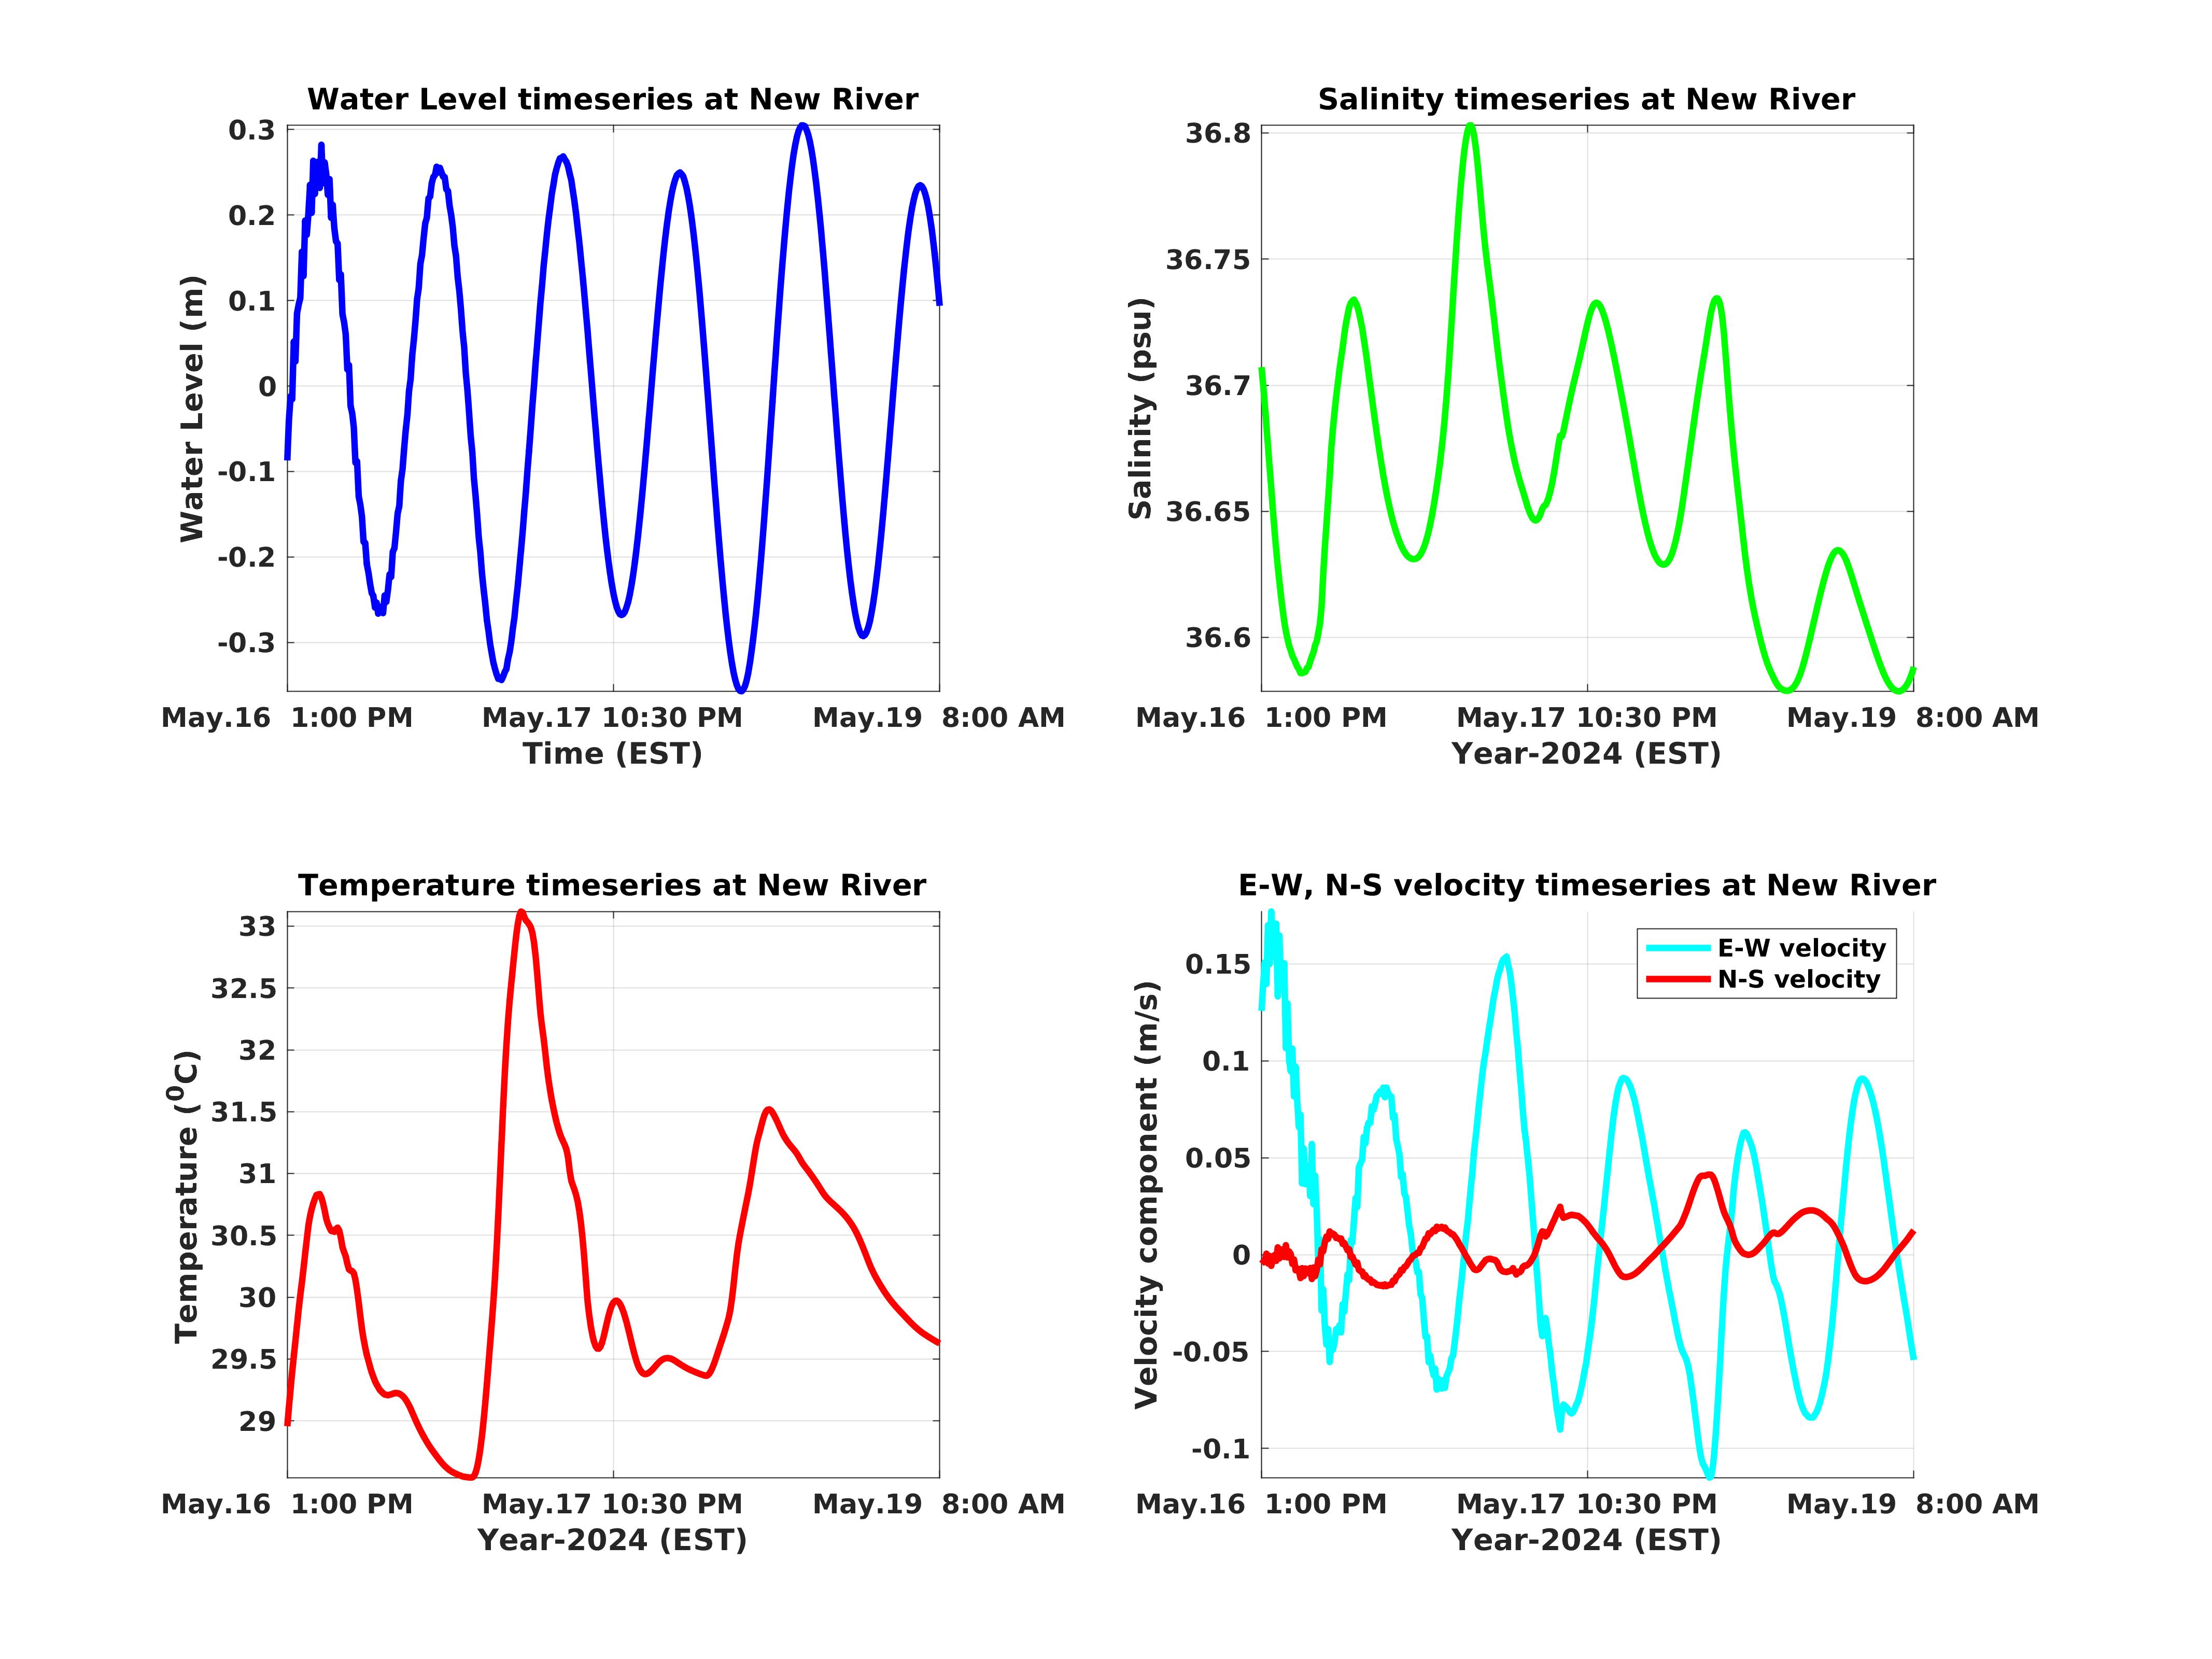 Water Level timeseries at New River
0.3
0.2
0.1
0
-0.1
-0.2
-0.3
Water Level (m)
May.16  1:00 PM
May.17 10:30 PM
May.19  8:00 AM
Time (EST)
Salinity timeseries at New River
36.8
36.75
36.7
36.65
36.6
Salinity (psu)
May.16  1:00 PM
May.17 10:30 PM
May.19  8:00 AM
Year-2024 (EST)
Temperature timeseries at New River
33
32.5
32
31.5
31
30.5
30
29.5
29
Temperature (⁰C)
May.16  1:00 PM
May.17 10:30 PM
May.19  8:00 AM
Year-2024 (EST)
E-W, N-S velocity timeseries at New River
E-W velocity
N-S velocity
0.15
0.1
0.05
0
-0.05
-0.1
Velocity component (m/s)
May.16  1:00 PM
May.17 10:30 PM
May.19  8:00 AM
Year-2024 (EST)